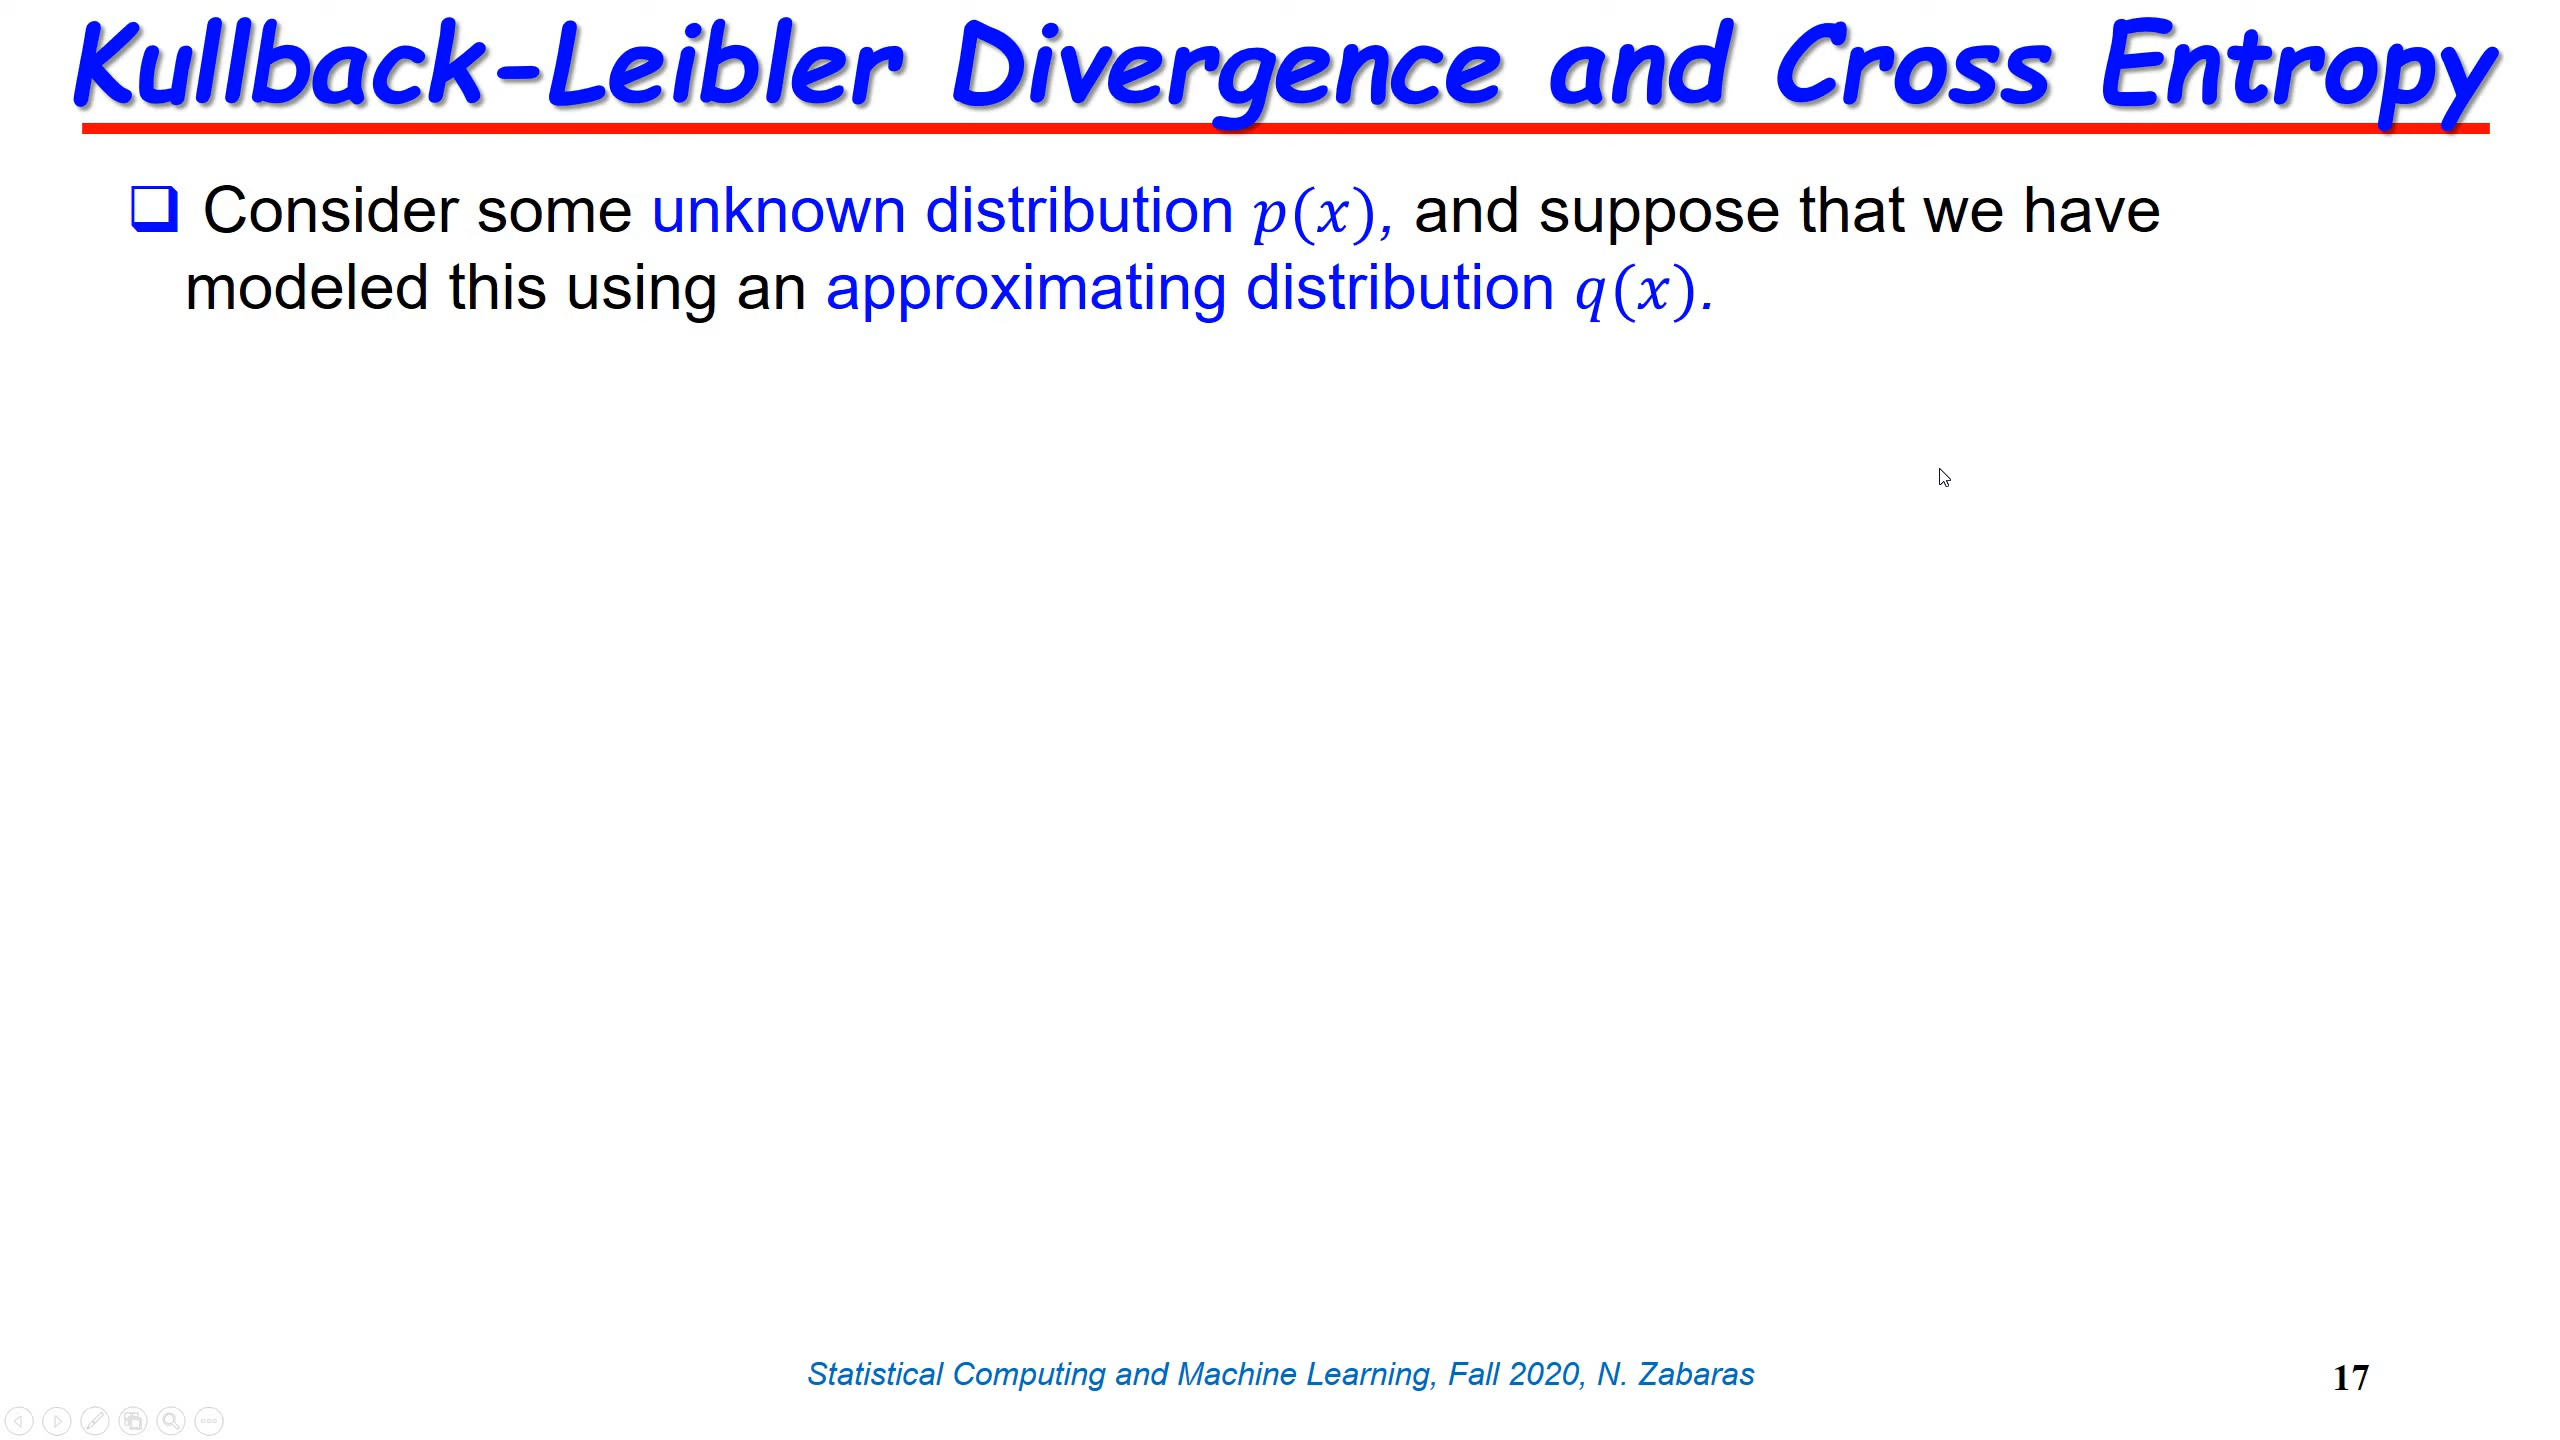 Kullback-Leibler Divergence and Cross Entropy
❑ Consider some unknown distribution p(x), and suppose that we have
modeled this using an approximating distribution q(x).
Statistical Computing and Machine Learning, Fall 2020, N. Zabaras
17